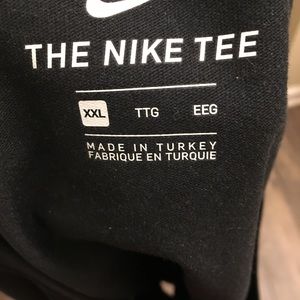 THE NIKE TEE
XXL TTG EEG
MADE IN TURKEY
FABRIQUE EN TURQUIE